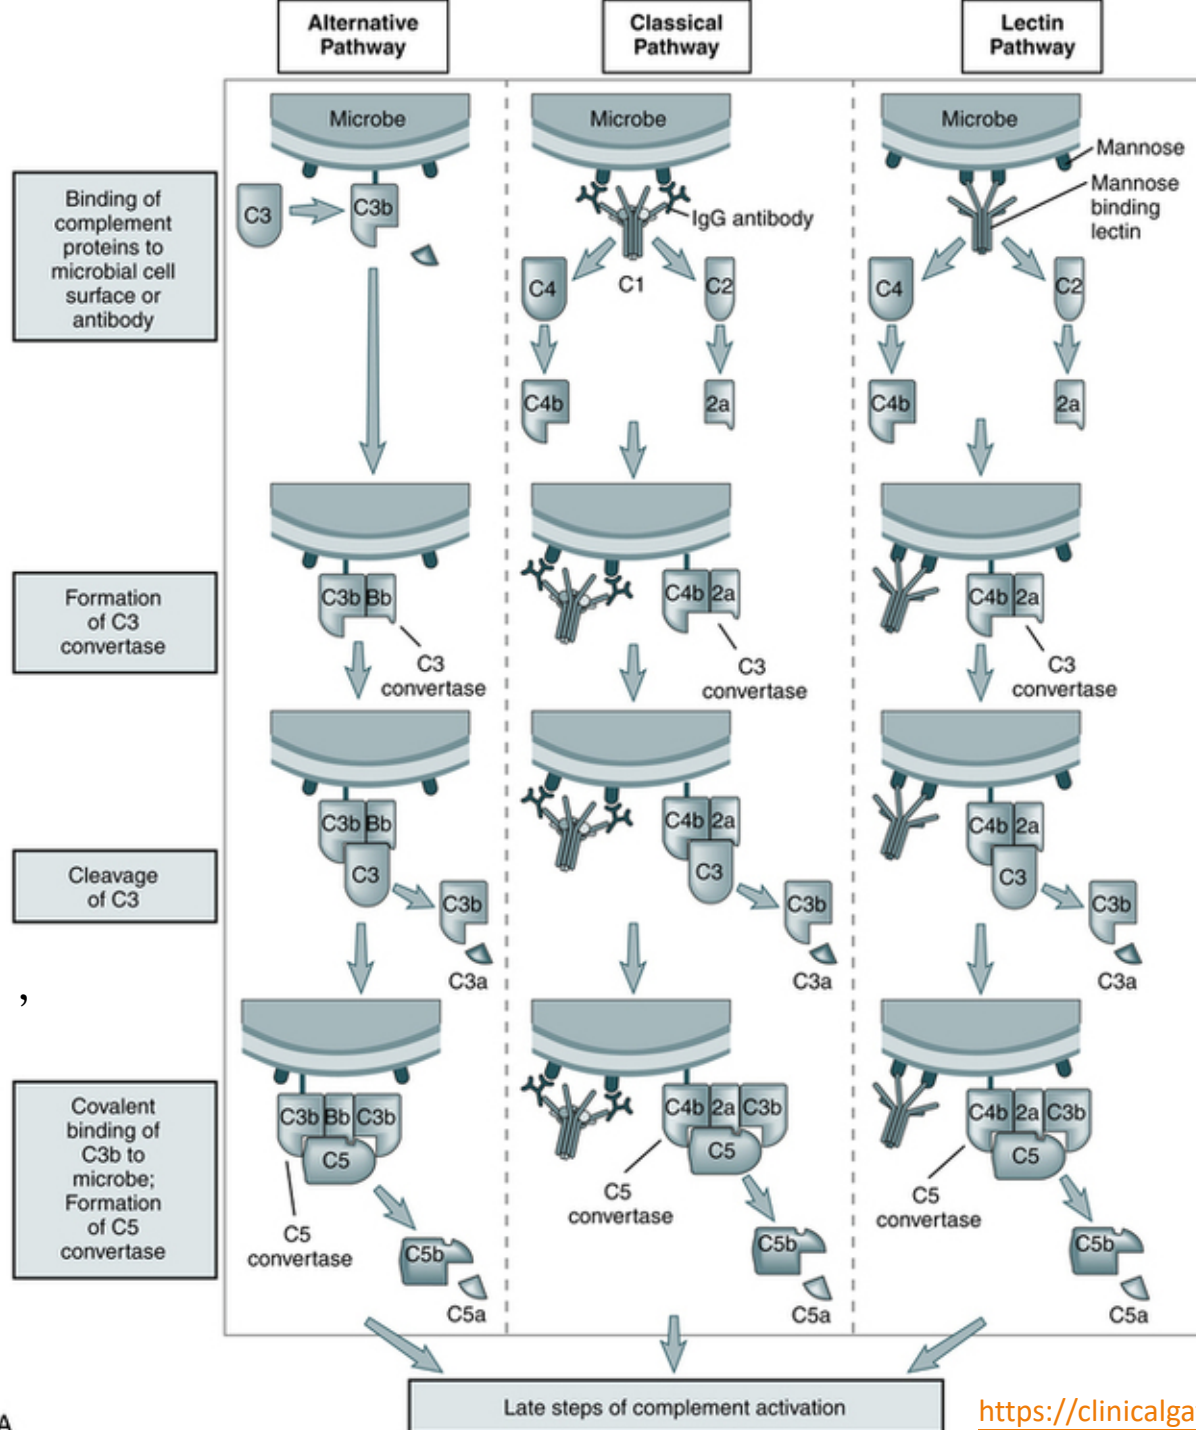 Alternative
Pathway
Classical
Pathway
Lectin
Pathway
Binding of
complement
proteins to
microbial cell
surface or
antibody
Microbe
C3
C3b
Microbe
IgG antibody
C1
C4
C2
C4b
2a
Microbe
Mannose
Mannose
binding
lectin
C4
C2
C4b
2a
Formation
of C3
convertase
C3b Bb
C3
convertase
C4b 2a
C3
convertase
C4b 2a
C3
convertase
Cleavage
of C3
C3b Bb
C3
C3b
C3a
C4b 2a
C3
C3b
C3a
C4b 2a
C3
C3b
C3a
,
Covalent
binding of
C3b to
microbe;
Formation
of C5
convertase
C3b Bb C3b
C5
C5
convertase
C5b
C5a
C4b 2a C3b
C5
C5
convertase
C5b
C5a
C4b 2a C3b
C5
C5
convertase
C5b
C5a
Late steps of complement activation
A
https://clinicalga